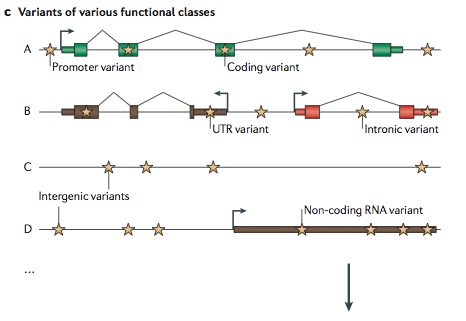 c Variants of various functional classes
A
Promoter variant
Coding variant
B
UTR variant
Intronic variant
C
Intergenic variants
Non-coding RNA variant
D
...